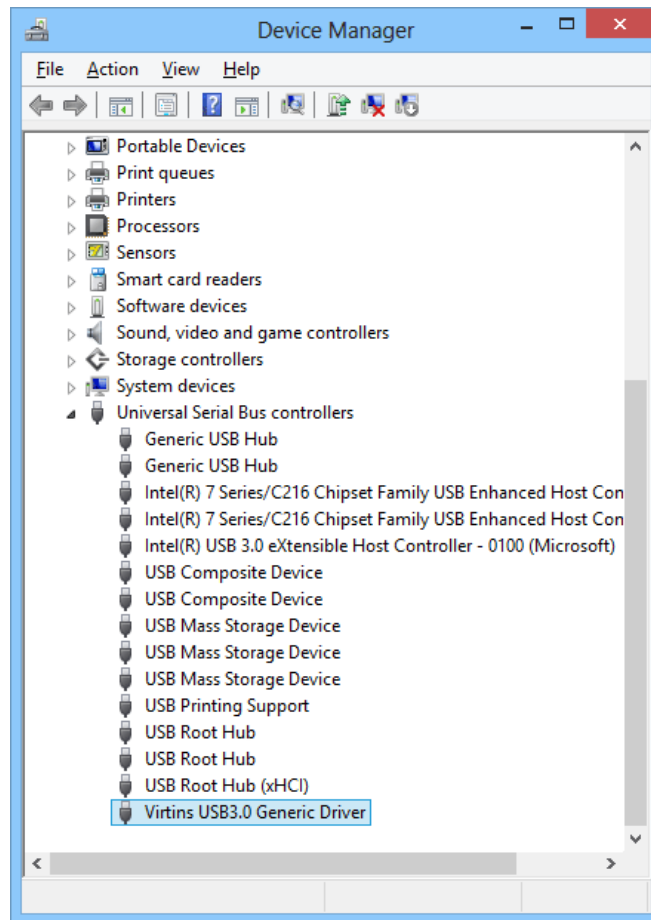 Device Manager
File Action View Help
Portable Devices
Print queues
Printers
Processors
Sensors
Smart card readers
Software devices
Sound, video and game controllers
Storage controllers
System devices
Universal Serial Bus controllers
Generic USB Hub
Generic USB Hub
Intel(R) 7 Series/C216 Chipset Family USB Enhanced Host Con
Intel(R) 7 Series/C216 Chipset Family USB Enhanced Host Con
Intel(R) USB 3.0 eXtensible Host Controller - 0100 (Microsoft)
USB Composite Device
USB Composite Device
USB Mass Storage Device
USB Mass Storage Device
USB Mass Storage Device
USB Printing Support
USB Root Hub
USB Root Hub
USB Root Hub (xHCI)
Virtins USB3.0 Generic Driver